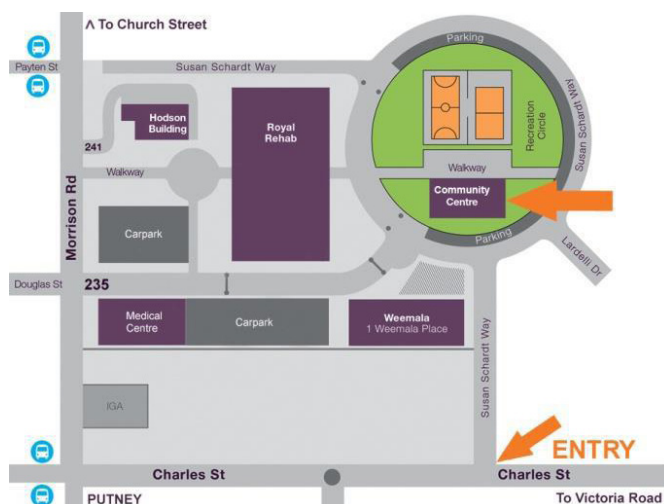 ∧ To Church Street
Parking
Payten St
Susan Schardt Way
Hodson
Building
Royal
Rehab
Recreation
Circle
Susan Schardt Way
241
Walkway
Walkway
Community
Centre
Morrison Rd
Carpark
Parking
Lardelli Dr
Douglas St
235
Medical
Centre
Carpark
Weemala
1 Weemala Place
Susan Schardt Way
IGA
ENTRY
Charles St
Charles St
PUTNEY
To Victoria Road